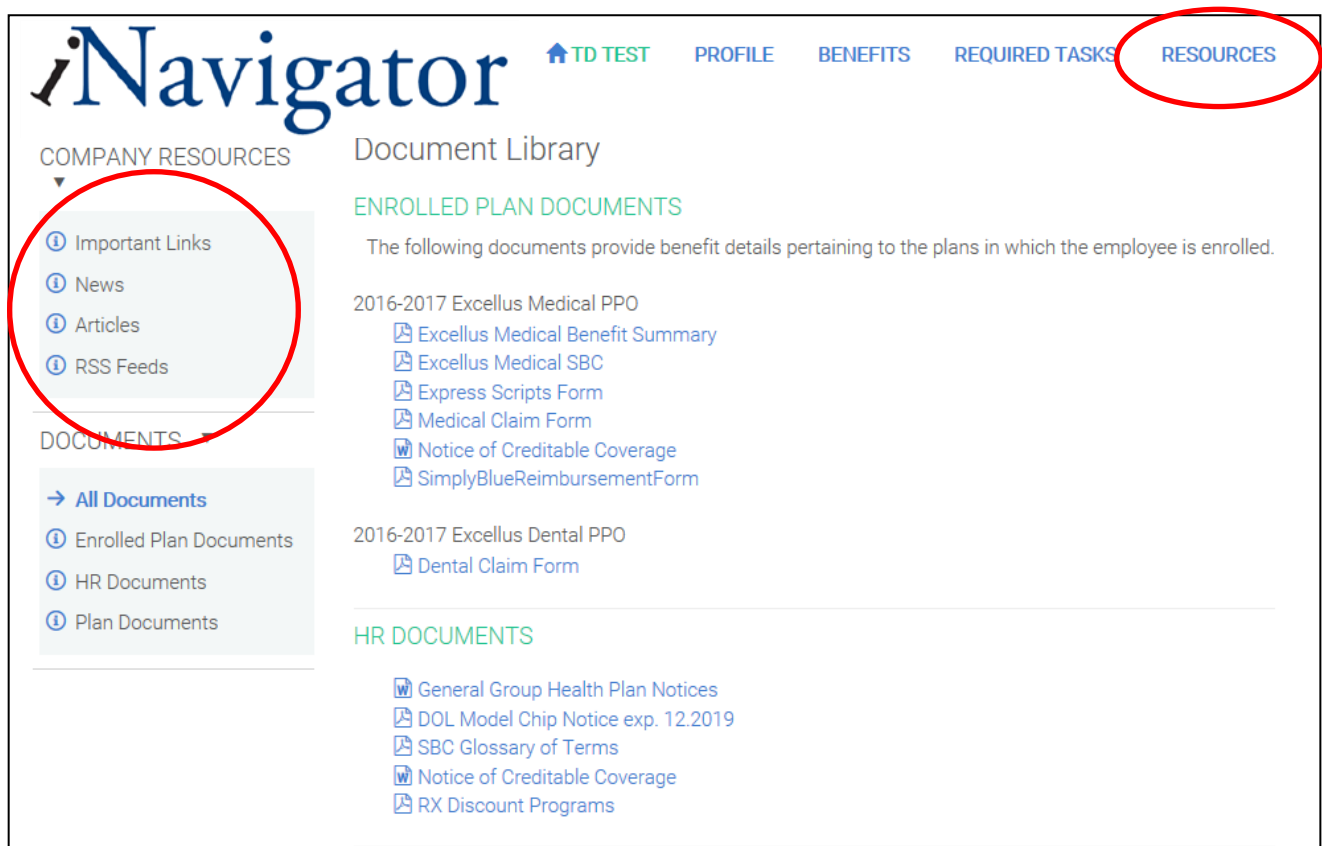 iNavigator
TD TEST PROFILE BENEFITS REQUIRED TASKS RESOURCES
COMPANY RESOURCES
Important Links
News
Articles
RSS Feeds
DOCUMENTS
All Documents
Enrolled Plan Documents
HR Documents
Plan Documents
Document Library
ENROLLED PLAN DOCUMENTS
The following documents provide benefit details pertaining to the plans in which the employee is enrolled.
2016-2017 Excellus Medical PPO
Excellus Medical Benefit Summary
Excellus Medical SBC
Express Scripts Form
Medical Claim Form
Notice of Creditable Coverage
SimplyBlueReimbursementForm
2016-2017 Excellus Dental PPO
Dental Claim Form
HR DOCUMENTS
General Group Health Plan Notices
DOL Model Chip Notice exp. 12.2019
SBC Glossary of Terms
Notice of Creditable Coverage
RX Discount Programs